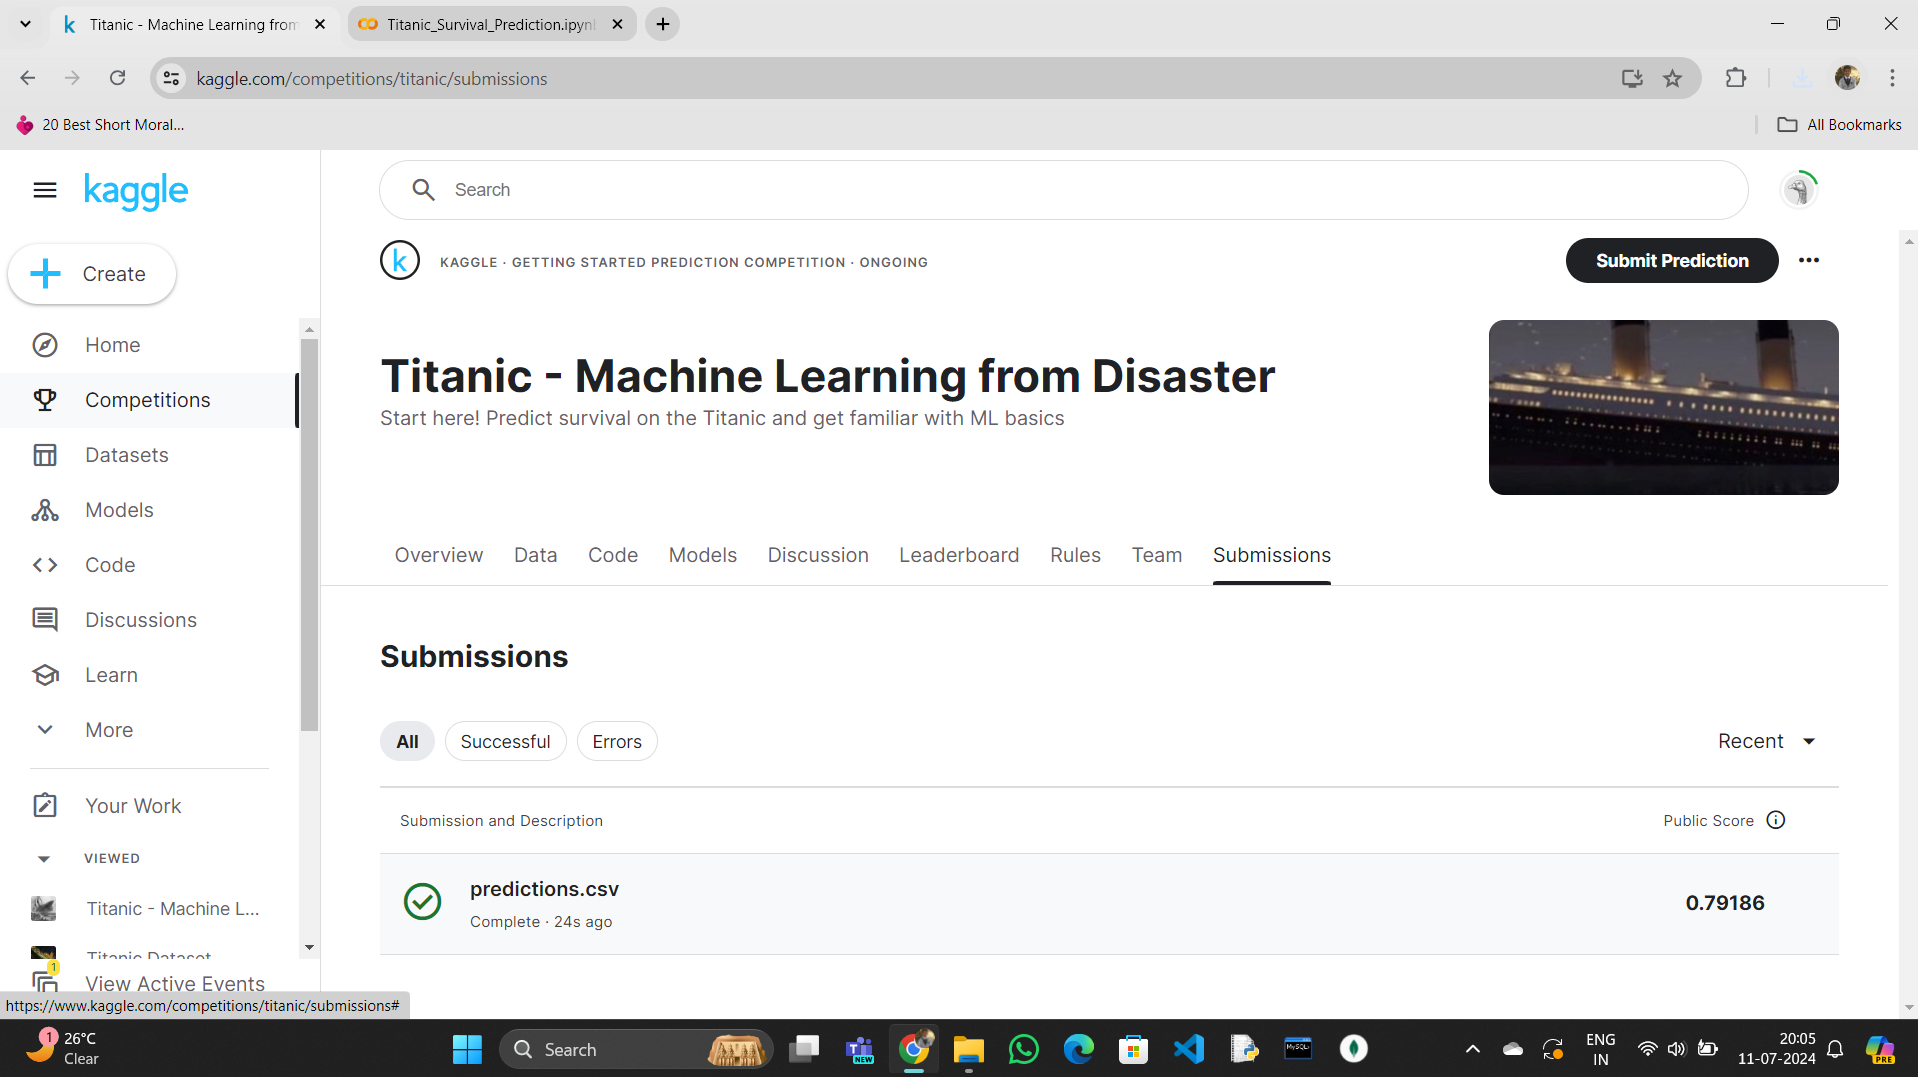 Titanic - Machine Learning from
Titanic_Survival_Prediction.ipynb
kaggle.com/competitions/titanic/submissions
20 Best Short Moral...
All Bookmarks
kaggle
Search
Create
k
KAGGLE · GETTING STARTED PREDICTION COMPETITION · ONGOING
Submit Prediction
Home
Competitions
Datasets
Models
Code
Discussions
Learn
More
Your Work
VIEWED
Titanic - Machine L...
Titanic Dataset
1
View Active Events
https://www.kaggle.com/competitions/titanic/submissions#
Titanic - Machine Learning from Disaster
Start here! Predict survival on the Titanic and get familiar with ML basics
Overview Data Code Models Discussion Leaderboard Rules Team Submissions
Submissions
All Successful Errors
Recent
Submission and Description
Public Score
predictions.csv
Complete · 24s ago
0.79186
1
26°C
Clear
Search
NEW
MySQL
ENG
IN
20:05
11-07-2024
PRE